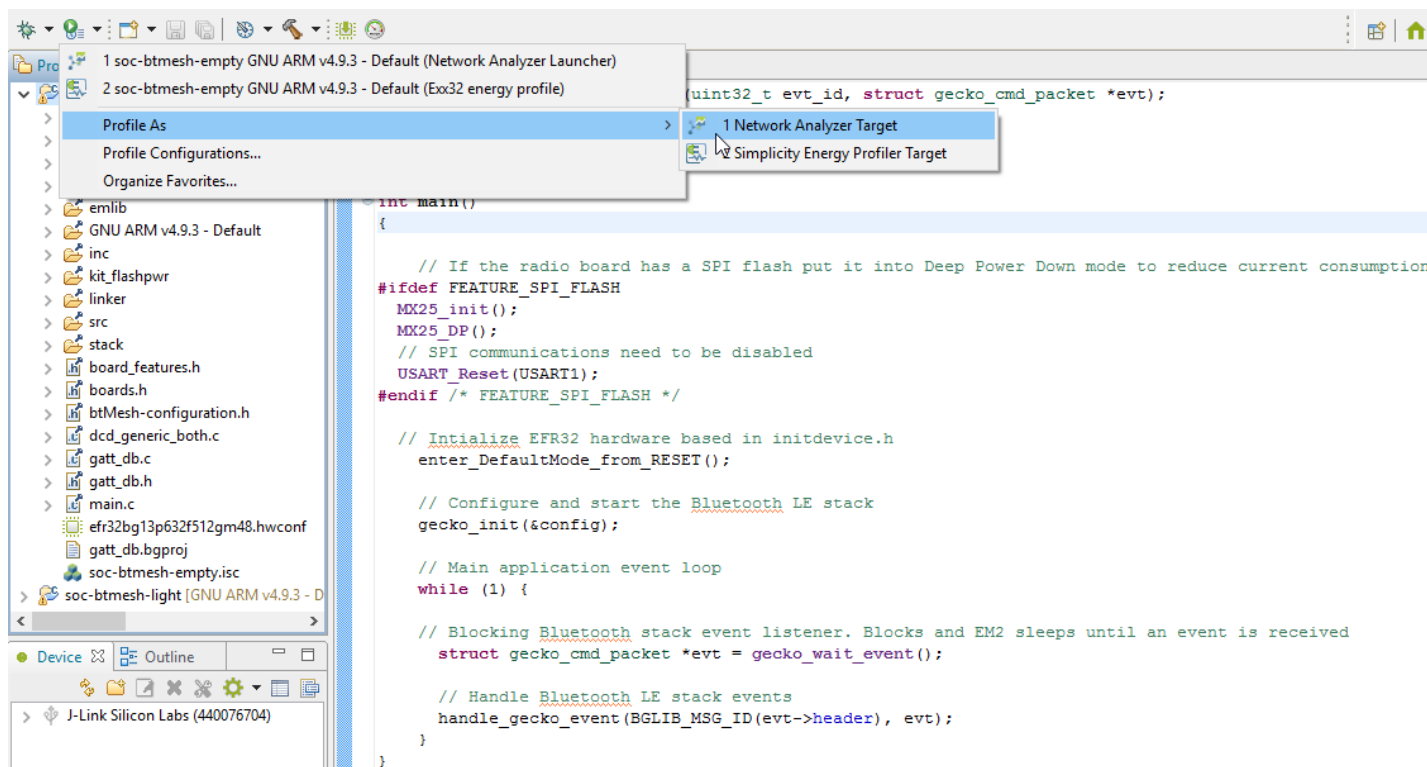 1 soc-btmesh-empty GNU ARM v4.9.3 - Default (Network Analyzer Launcher)
2 soc-btmesh-empty GNU ARM v4.9.3 - Default (Exx32 energy profile)
Profile As
Profile Configurations...
Organize Favorites...
1 Network Analyzer Target
2 Simplicity Energy Profiler Target
Pro
emlib
GNU ARM v4.9.3 - Default
inc
kit_flashpwr
linker
src
stack
board_features.h
boards.h
btMesh-configuration.h
dcd_generic_both.c
gatt_db.c
gatt_db.h
main.c
efr32bg13p632f512gm48.hwconf
gatt_db.bgproj
soc-btmesh-empty.isc
soc-btmesh-light [GNU ARM v4.9.3 - D
Device
Outline
J-Link Silicon Labs (440076704)
(uint32_t evt_id, struct gecko_cmd_packet *evt);
int main()
{
// If the radio board has a SPI flash put it into Deep Power Down mode to reduce current consumption
#ifdef FEATURE_SPI_FLASH
MX25_init();
MX25_DP();
// SPI communications need to be disabled
USART_Reset(USART1);
#endif /* FEATURE_SPI_FLASH */
// Intialize EFR32 hardware based in initdevice.h
enter_DefaultMode_from_RESET();
// Configure and start the Bluetooth LE stack
gecko_init(&config);
// Main application event loop
while (1) {
// Blocking Bluetooth stack event listener. Blocks and EM2 sleeps until an event is received
struct gecko_cmd_packet *evt = gecko_wait_event();
// Handle Bluetooth LE stack events
handle_gecko_event(BGLIB_MSG_ID(evt->header), evt);
}
}